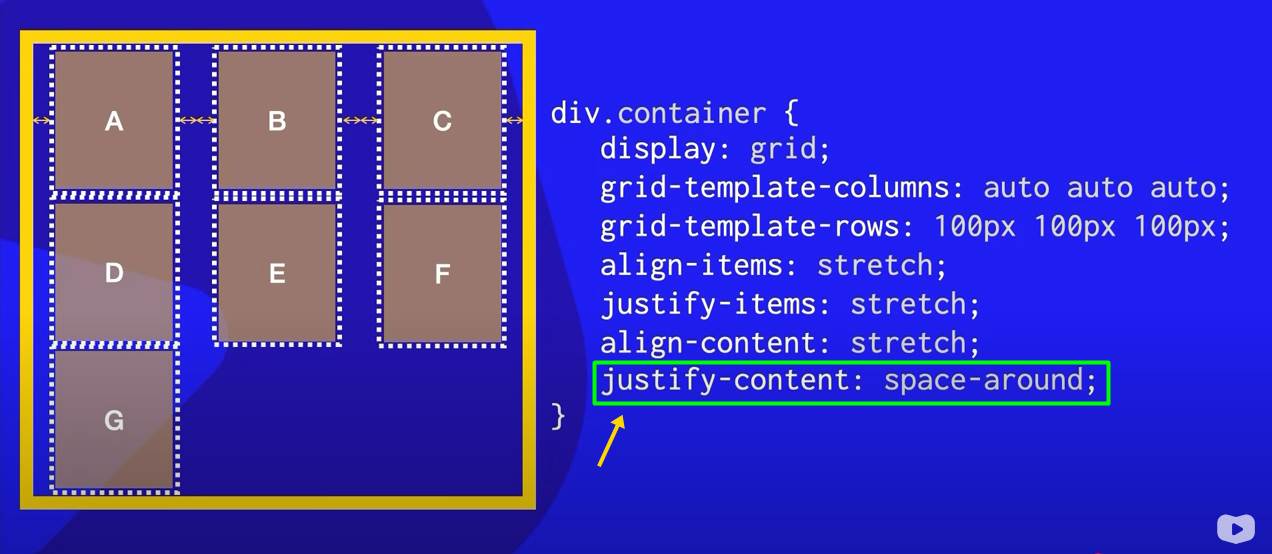 A B C
D E F
G
div.container {
display: grid;
grid-template-columns: auto auto auto;
grid-template-rows: 100px 100px 100px;
align-items: stretch;
justify-items: stretch;
align-content: stretch;
justify-content: space-around;
}